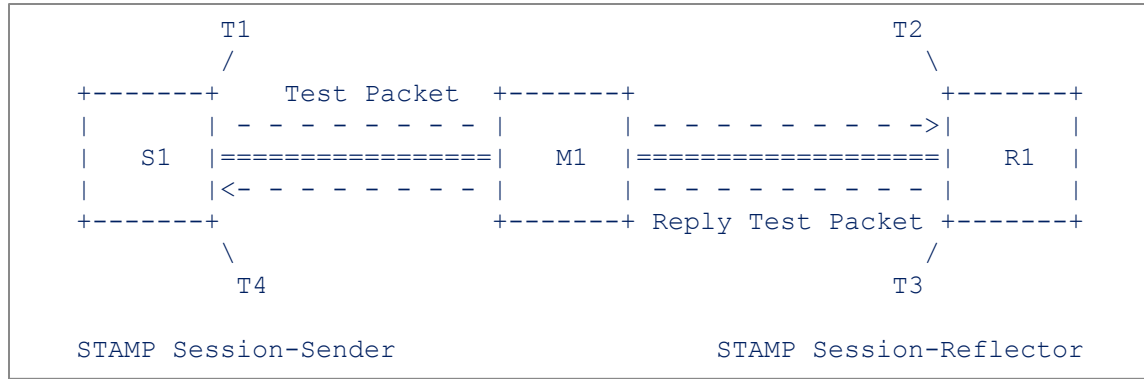 T1 T2
/ \
+-------+ Test Packet +-------+ +-------+
| | - - - - - - - - - | | - - - - - - - - - ->| |
| S1 |=================| M1 |===================| R1 |
| |<- - - - - - - - - | | - - - - - - - - - - | |
+-------+ +-------+ Reply Test Packet +-------+
\ /
T4 T3
STAMP Session-Sender STAMP Session-Reflector